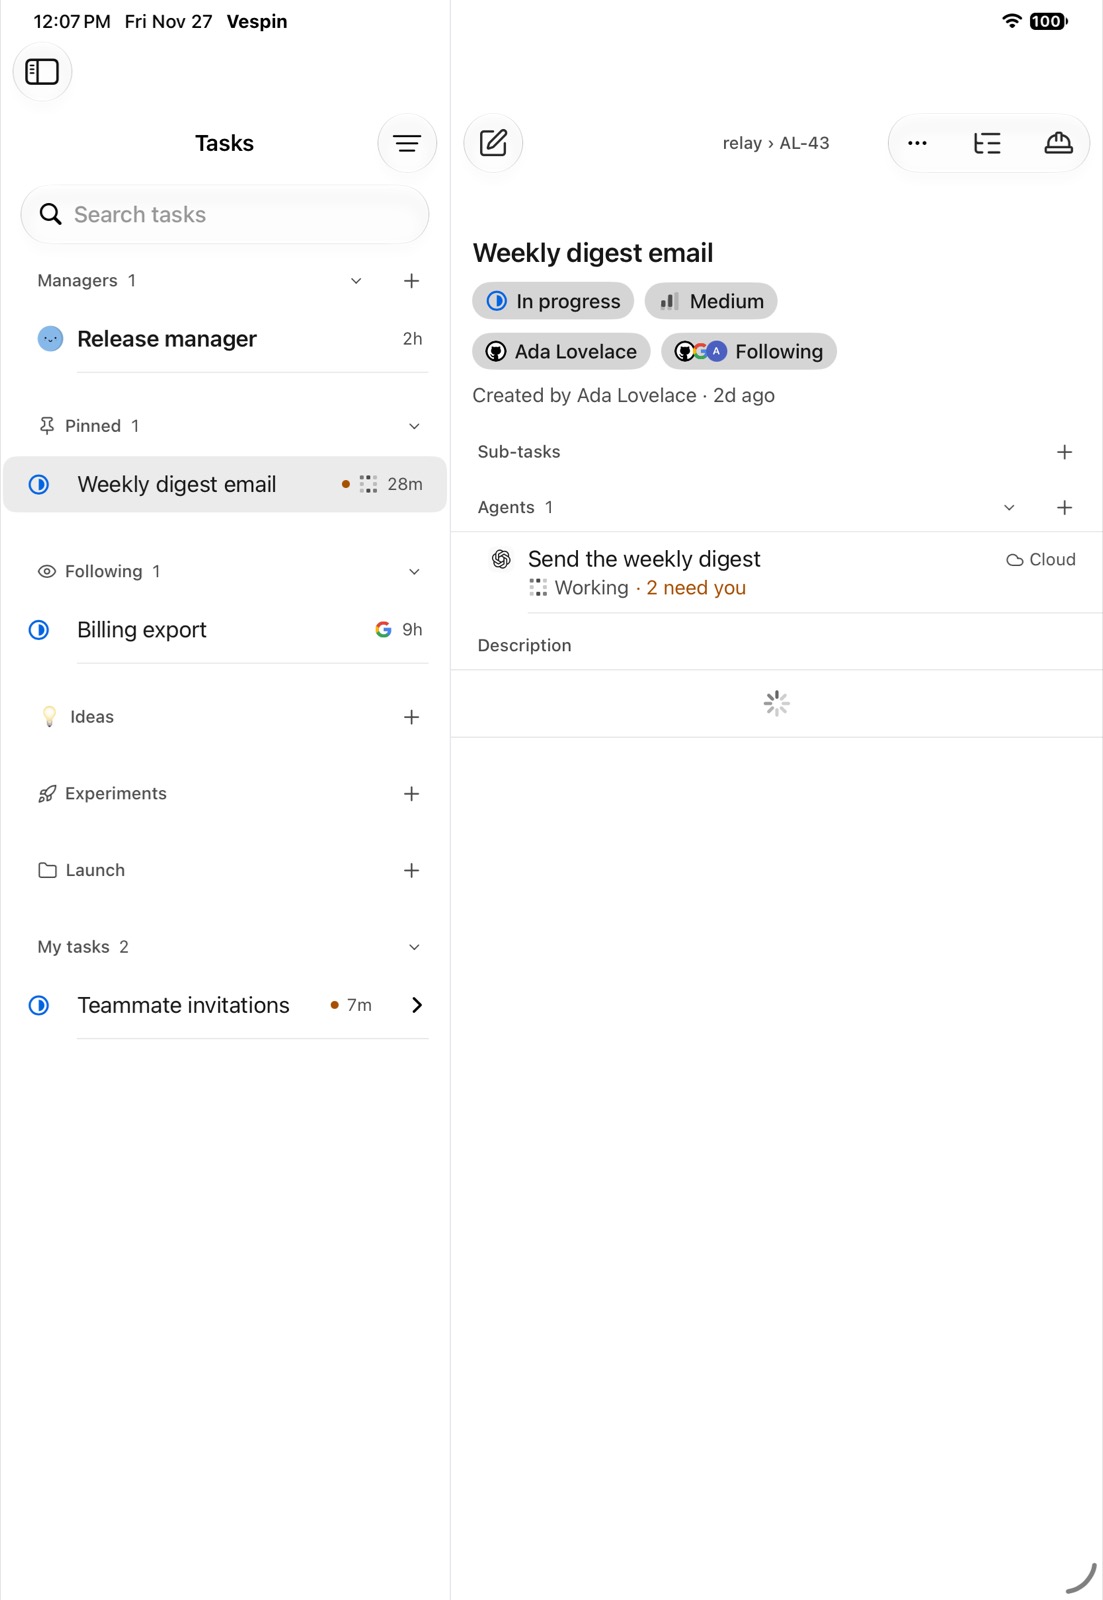 12:07 PM Fri Nov 27 Vespin
100
Tasks
Search tasks
Managers 1
Release manager 2h
Pinned 1
Weekly digest email 28m
Following 1
Billing export 9h
Ideas
Experiments
Launch
My tasks 2
Teammate invitations 7m
relay › AL-43
Weekly digest email
In progress Medium
Ada Lovelace A Following
Created by Ada Lovelace · 2d ago
Sub-tasks
Agents 1
Send the weekly digest Cloud
Working · 2 need you
Description